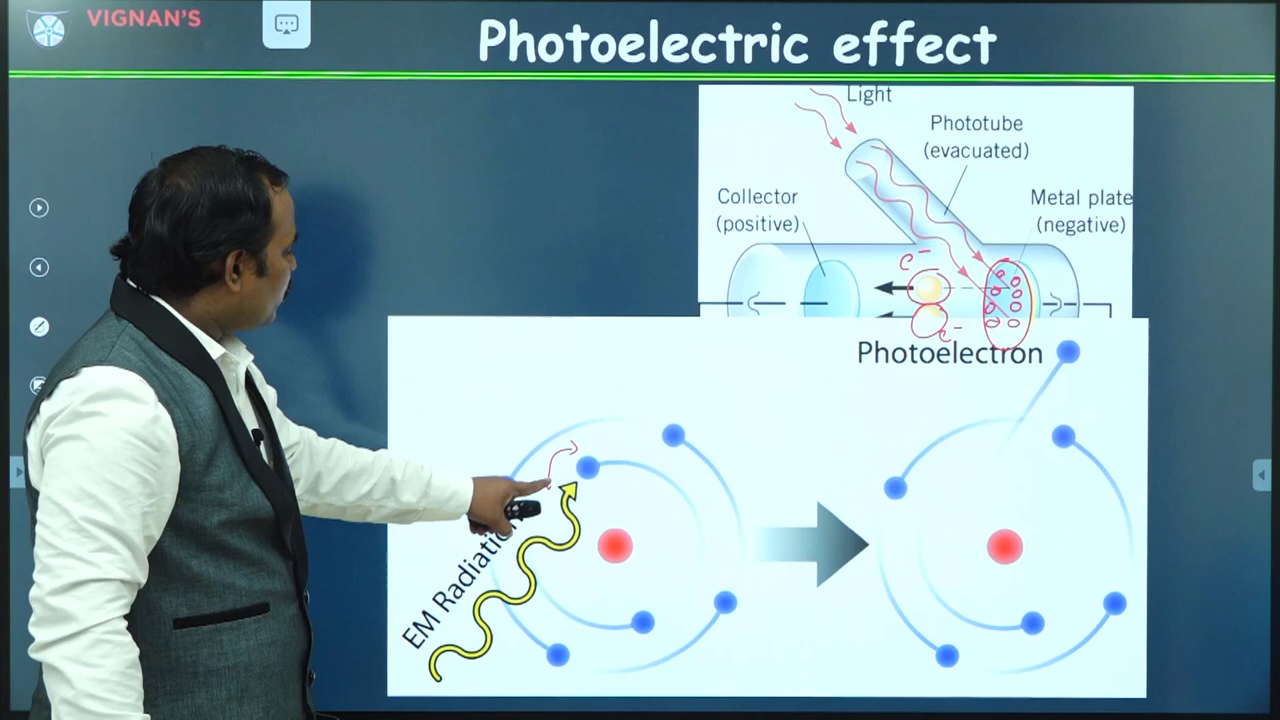 VIGNAN'S
Photoelectric effect
Light
Phototube
(evacuated)
Collector
(positive)
Metal plate
(negative)
e-
e-
Photoelectron
EM Radiation